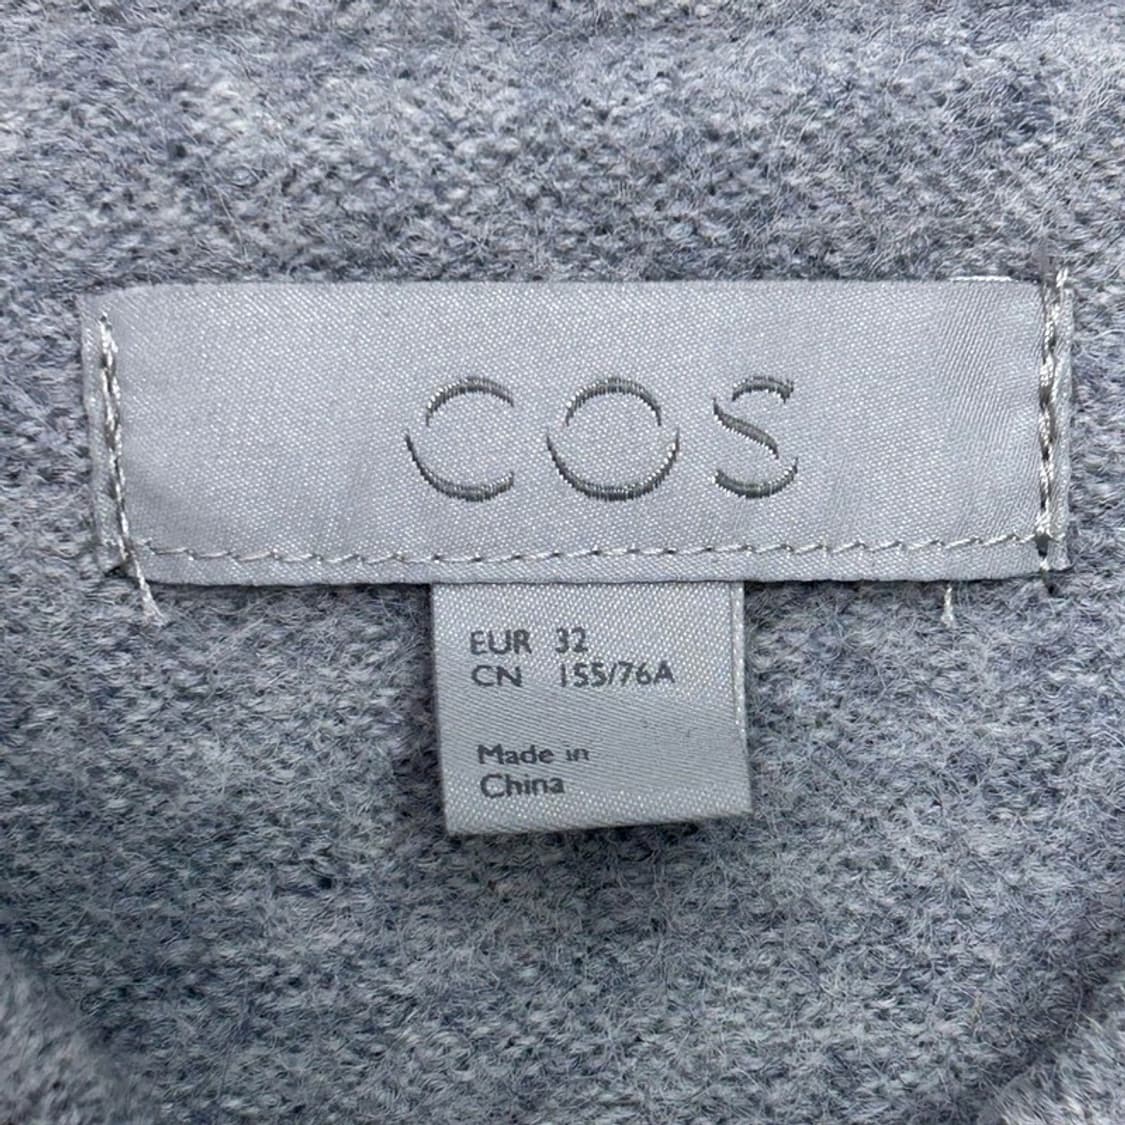 COS
EUR 32
CN 155/76A
Made in
China